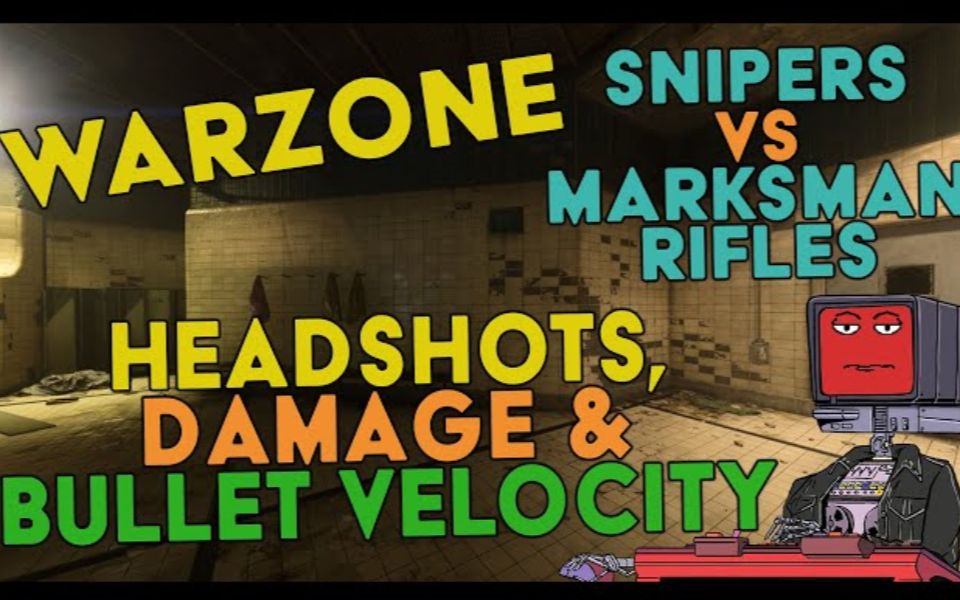 WARZONE
SNIPERS
VS
MARKSMAN
RIFLES
HEADSHOTS,
DAMAGE &
BULLET VELOCITY